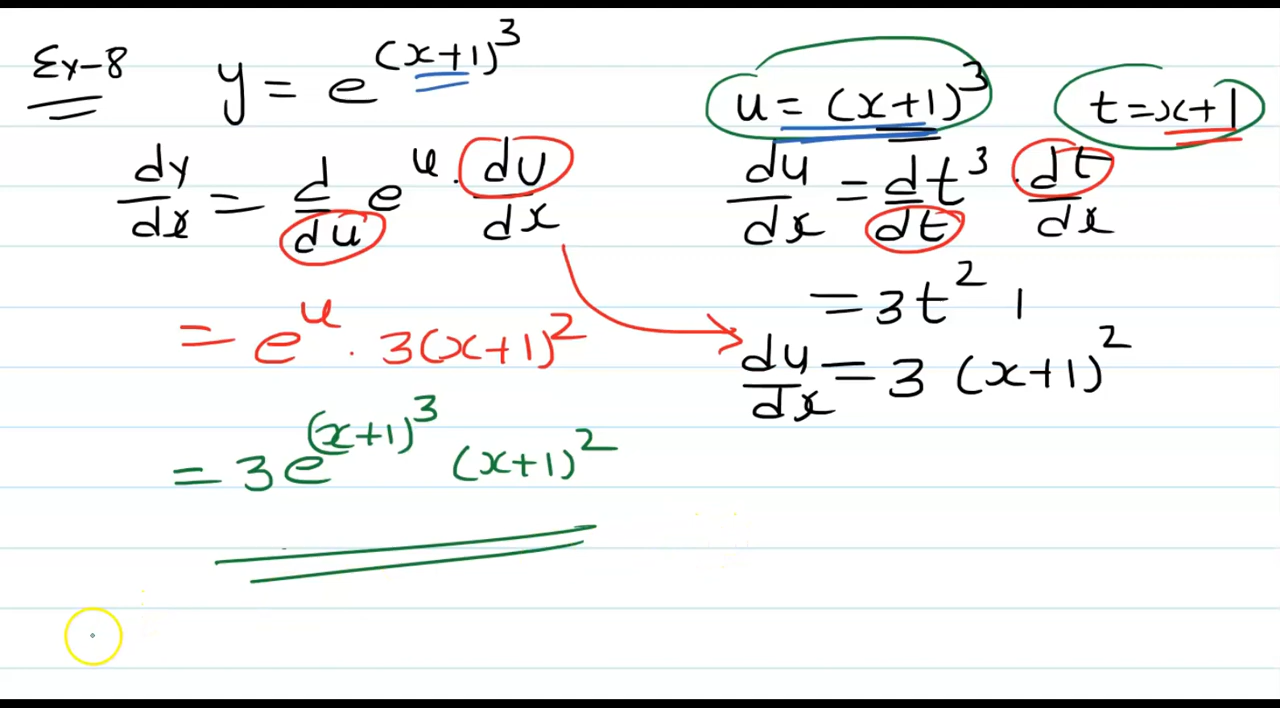 Ex-8 y = e^{(x+1)^3}
dy/dx = d/du e^u . du/dx
= e^u . 3(x+1)^2
= 3e^{(x+1)^3} (x+1)^2
u = (x+1)^3 t = x+1
du/dx = d/dt t^3 . dt/dx
= 3t^2 1
du/dx = 3 (x+1)^2